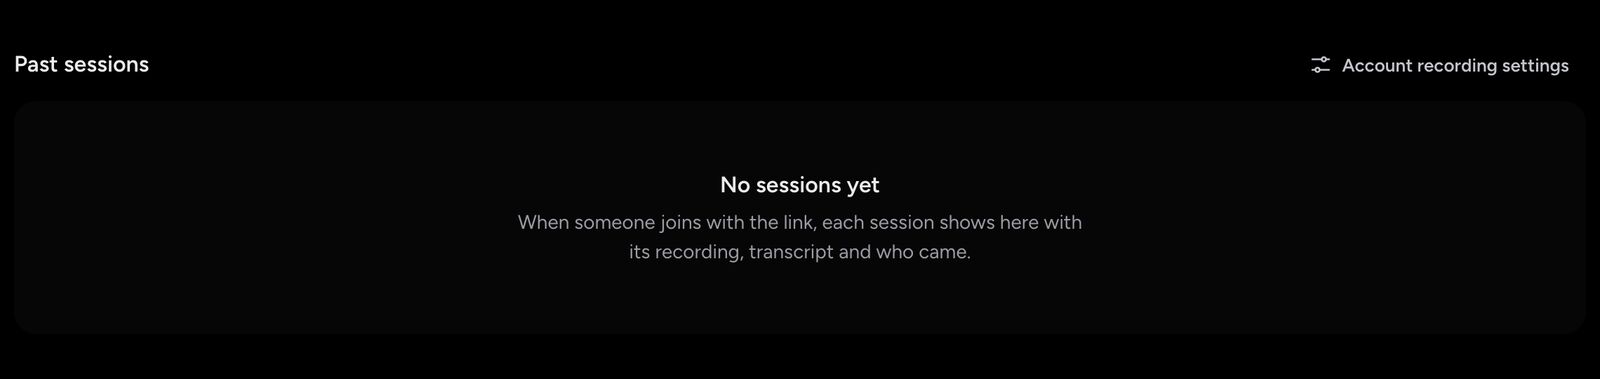 Past sessions
Account recording settings
No sessions yet
When someone joins with the link, each session shows here with
its recording, transcript and who came.